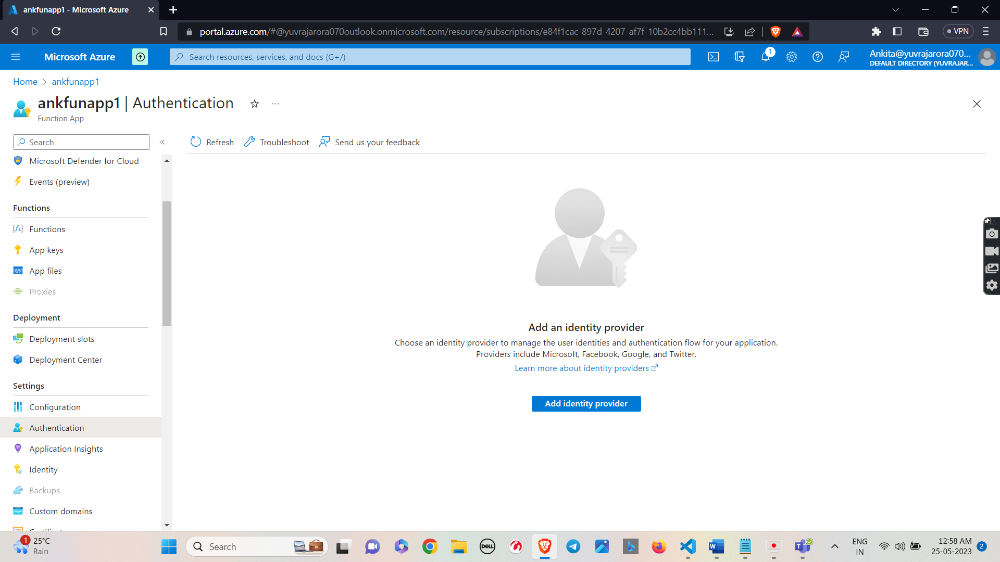 ankfunapp1 - Microsoft Azure
portal.azure.com/#@yuvrajarora070outlook.onmicrosoft.com/resource/subscriptions/e84f1cac-897d-4207-af7f-10b2cc4bb111...
VPN
Microsoft Azure
Search resources, services, and docs (G+/)
1
Ankita@yuvrajarora070...
DEFAULT DIRECTORY (YUVRAJAR...
Home > ankfunapp1
ankfunapp1 | Authentication
Function App
Search
Refresh
Troubleshoot
Send us your feedback
Microsoft Defender for Cloud
Events (preview)
Functions
Functions
App keys
App files
Proxies
Deployment
Deployment slots
Deployment Center
Settings
Configuration
Authentication
Application Insights
Identity
Backups
Custom domains
Add an identity provider
Choose an identity provider to manage the user identities and authentication flow for your application.
Providers include Microsoft, Facebook, Google, and Twitter.
Learn more about identity providers
Add identity provider
1
25°C
Rain
Search
DELL
ENG
IN
12:58 AM
25-05-2023
2